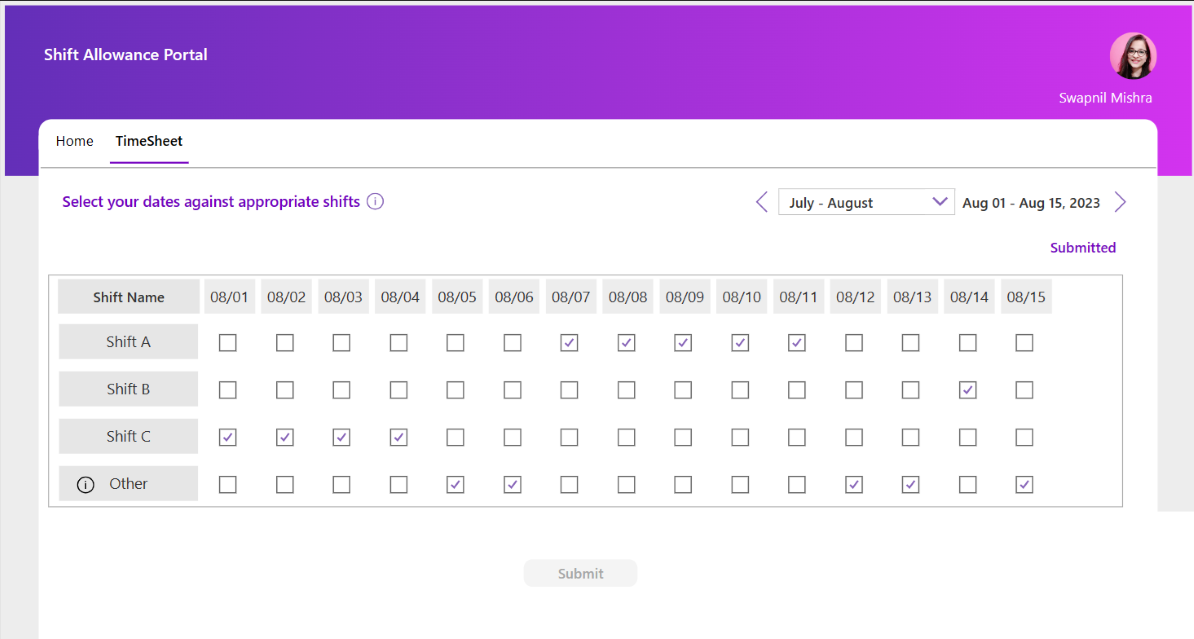 Shift Allowance Portal
Swapnil Mishra
Home TimeSheet
Select your dates against appropriate shifts
July - August Aug 01 - Aug 15, 2023
Submitted
Shift Name 08/01 08/02 08/03 08/04 08/05 08/06 08/07 08/08 08/09 08/10 08/11 08/12 08/13 08/14 08/15
Shift A
Shift B
Shift C
Other
Submit